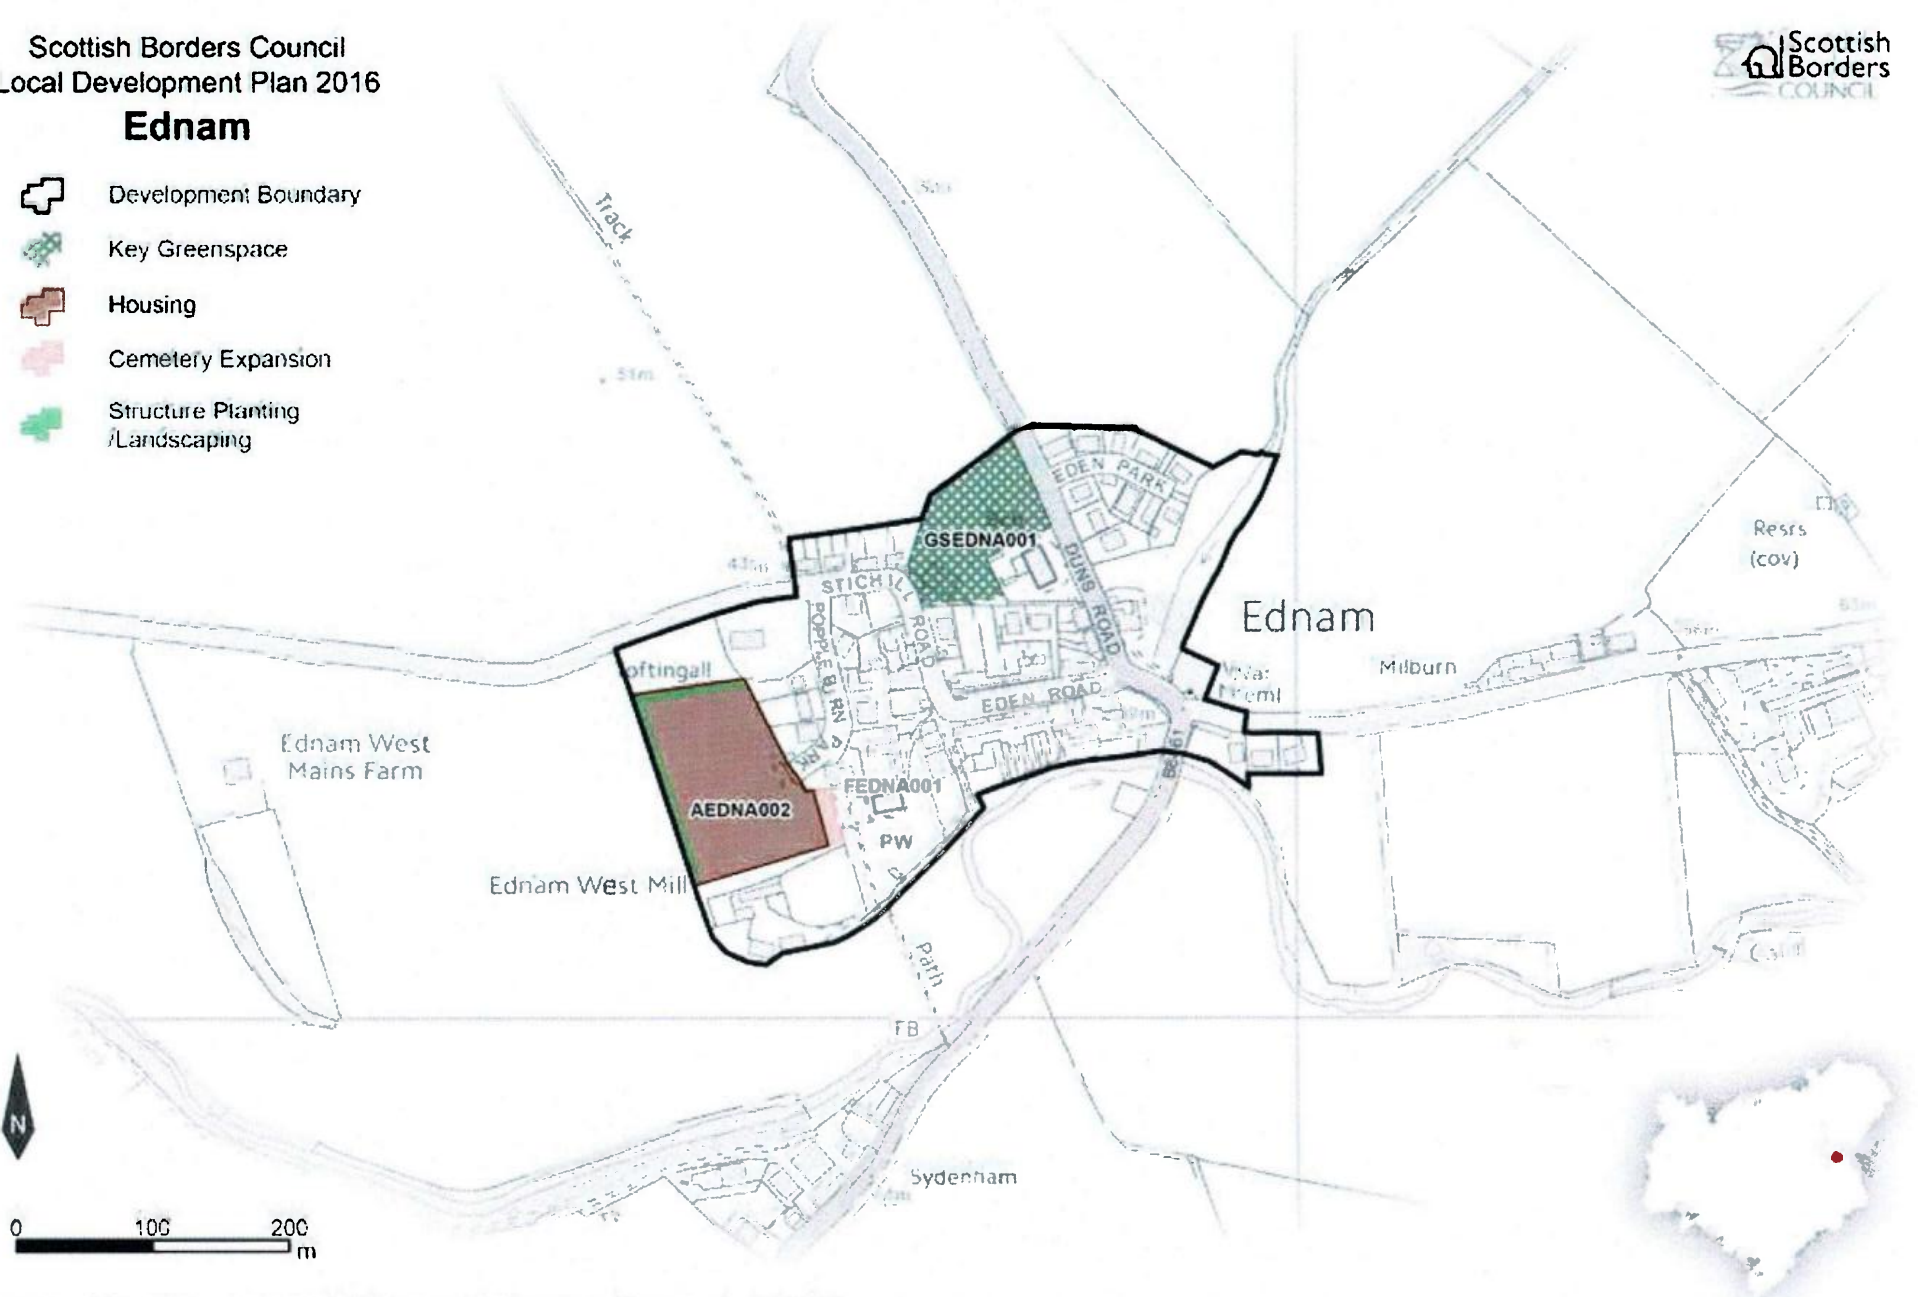 Scottish Borders Council
Local Development Plan 2016
Ednam
Development Boundary
Key Greenspace
Housing
Cemetery Expansion
Structure Planting
/Landscaping
Scottish
Borders
COUNCIL
Track
51m
EDEN PARK
GSEDNA001
DUNS ROAD
STICHILL
ROAD
Ednam
Resrs
(cov)
Milburn
EDEN ROAD
Ednam West
Mains Farm
AEDNA002
FEDNA001
PW
Ednam West Mill
Path
FB
Sydenham
N
0
100
200
m